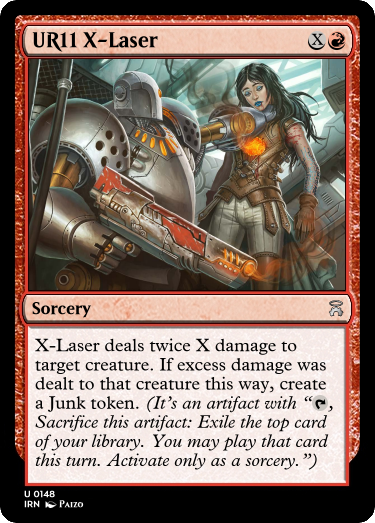 UR11 X-Laser X
Sorcery
X-Laser deals twice X damage to
target creature. If excess damage was
dealt to that creature this way, create
a Junk token. (It's an artifact with “, 
Sacrifice this artifact: Exile the top card
of your library. You may play that card
this turn. Activate only as a sorcery.”)
U 0148
IRN Paizo